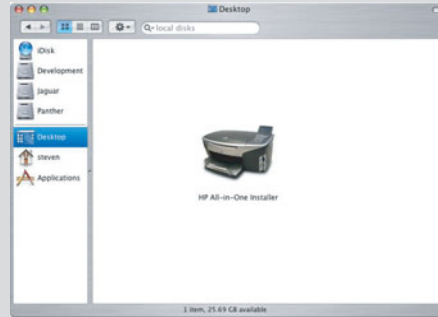 Desktop
local disks
iDisk
Development
Jaguar
Panther
Desktop
steven
Applications
HP All-in-One Installer
1 item, 25.69 GB available